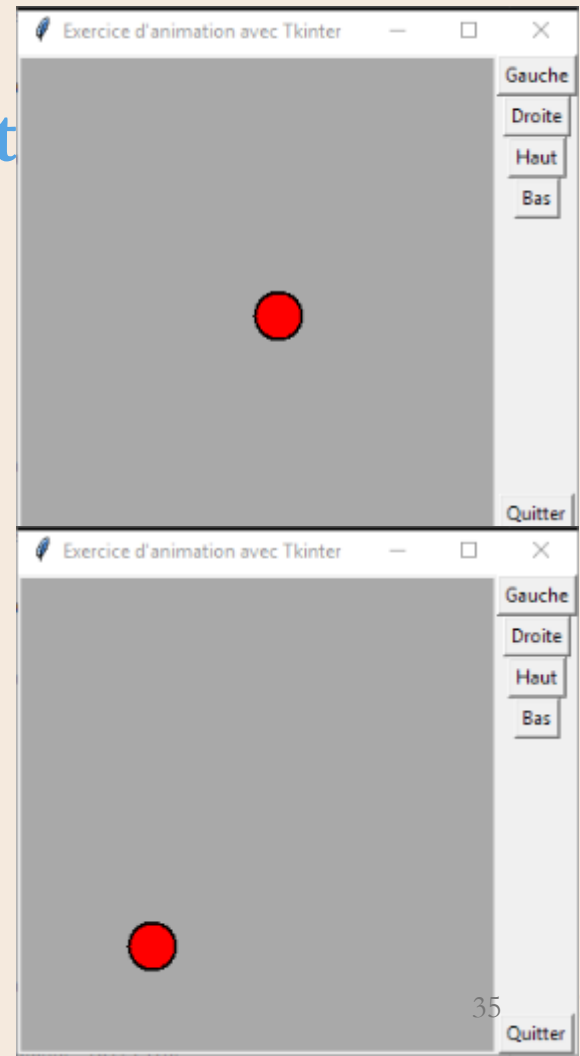 Exercice d'animation avec Tkinter
Gauche
Droite
t
Haut
Bas
Quitter
Exercice d'animation avec Tkinter
Gauche
Droite
Haut
Bas
35
Quitter